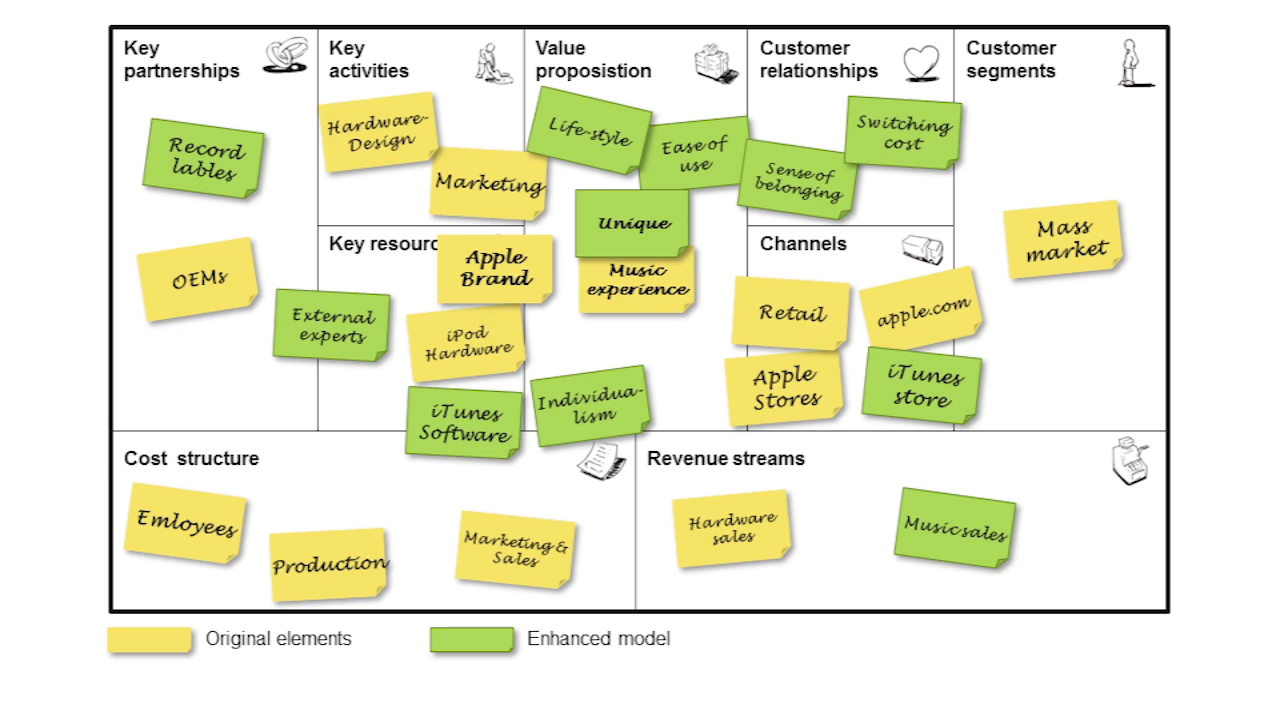 Key
partnerships
Key
activities
Value
proposistion
Customer
relationships
Customer
segments
Record
lables
OEMs
External
experts
Hardware-
Design
Marketing
Key resourc
Apple
Brand
iPod
Hardware
iTunes
Software
Life-style
Ease of
use
Unique
Music
experience
Individua-
lism
Sense of
belonging
Switching
cost
Channels
Retail
apple.com
Apple
Stores
iTunes
store
Mass
market
Cost structure
Emloyees
Production
Marketing &
Sales
Revenue streams
Hardware
sales
Music sales
Original elements
Enhanced model